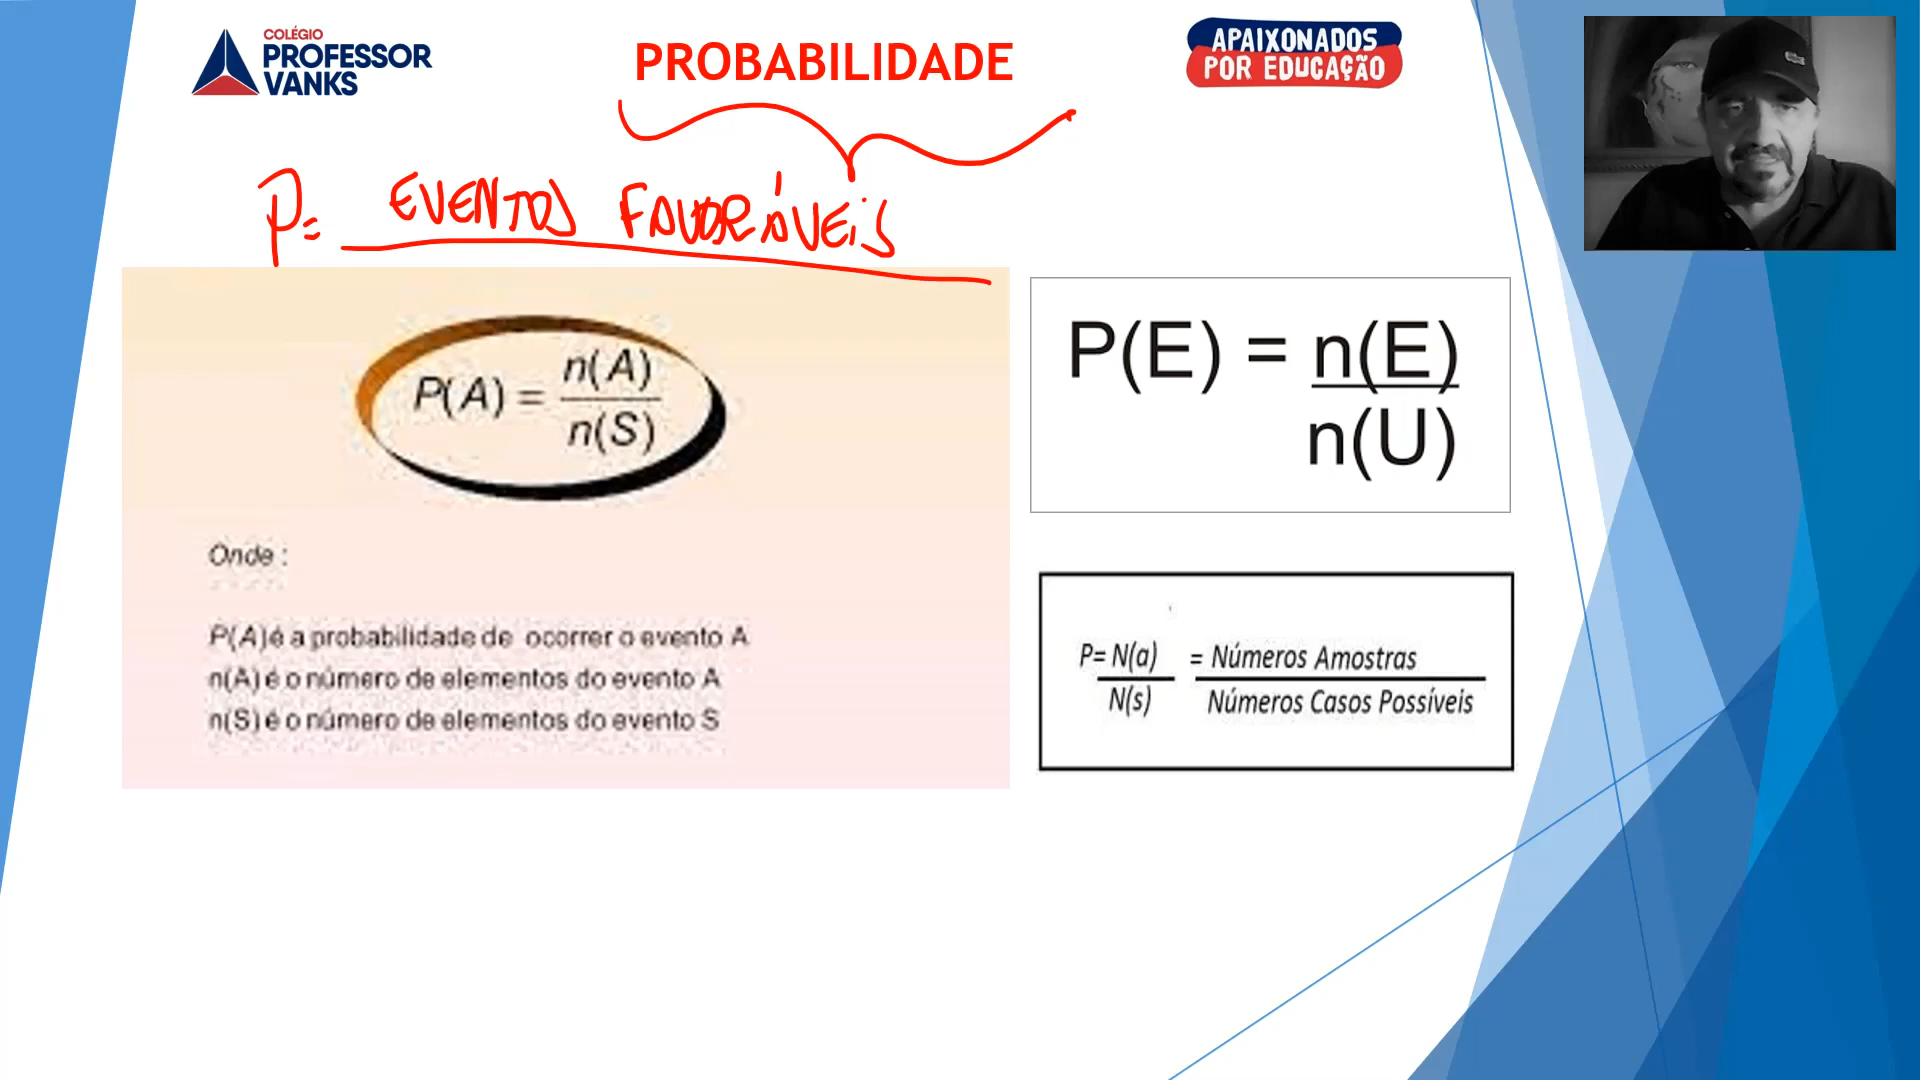 COLÉGIO
PROFESSOR
VANKS
PROBABILIDADE
APAIXONADOS
POR EDUCAÇÃO
P= EVENTOS FAVORÁVEIS
P(A) = n(A)
n(S)
Onde :
P(A)é a probabilidade de ocorrer o evento A
n(A) é o número de elementos do evento A
n(S) é o número de elementos do evento S
P(E) = n(E)
n(U)
P= N(a) = Números Amostras
N(s) Números Casos Possíveis